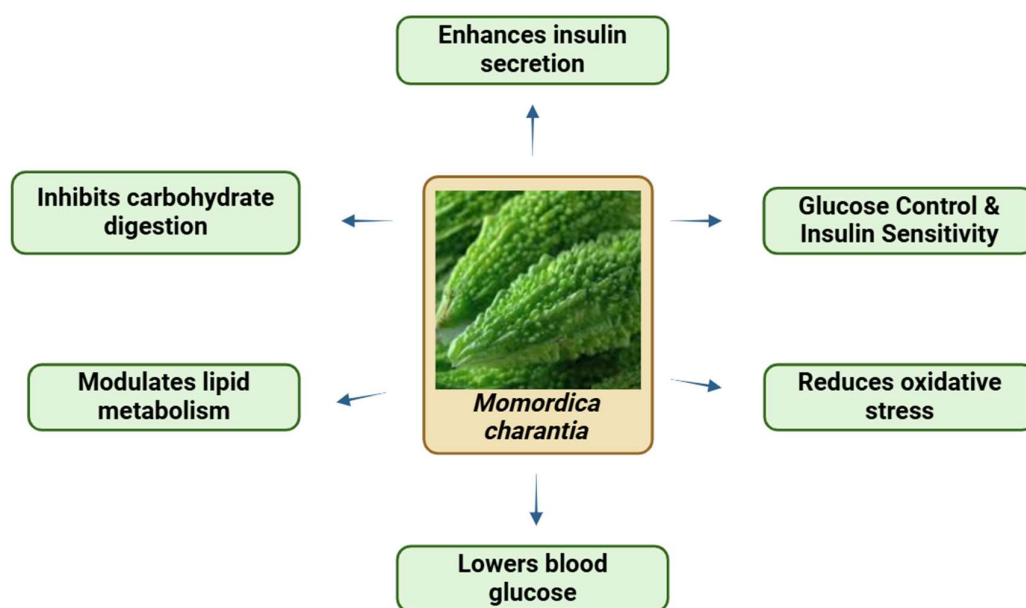 Enhances insulin
secretion
Inhibits carbohydrate
digestion
Glucose Control &
Insulin Sensitivity
Modulates lipid
metabolism
Momordica
charantia
Reduces oxidative
stress
Lowers blood
glucose